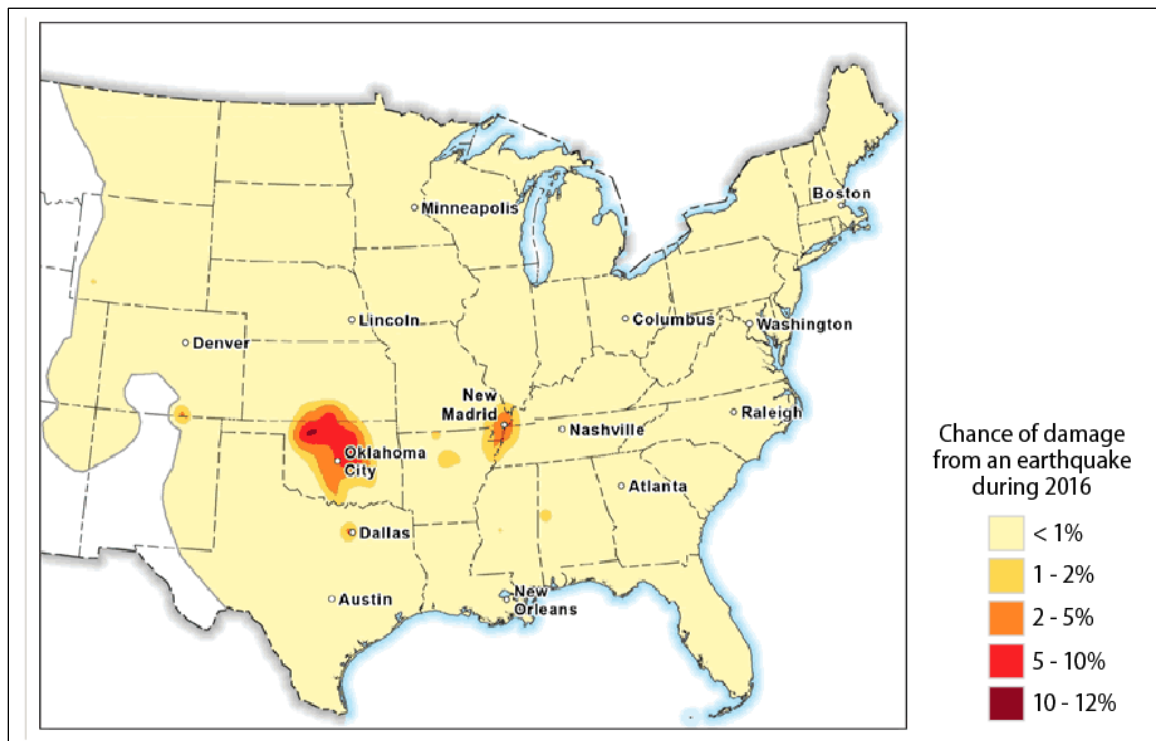 Boston
Minneapolis
Lincoln
Columbus
Washington
Denver
New
Madrid
Raleigh
Nashville
Oklahoma
City
Atlanta
Dallas
Austin
New
Orleans
Chance of damage
from an earthquake
during 2016
< 1%
1 - 2%
2 - 5%
5 - 10%
10 - 12%